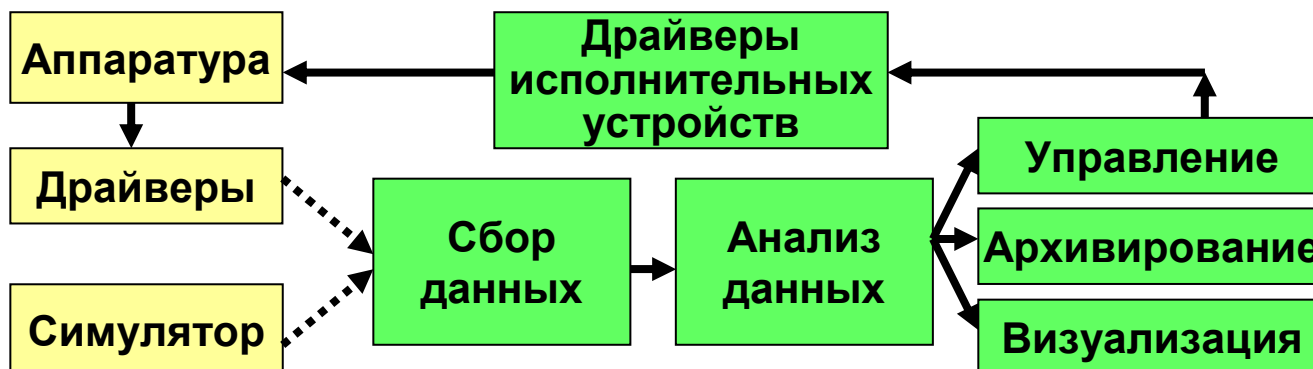 Аппаратура
Драйверы
исполнительных
устройств
Управление
Драйверы
Сбор
данных
Анализ
данных
Архивирование
Симулятор
Визуализация